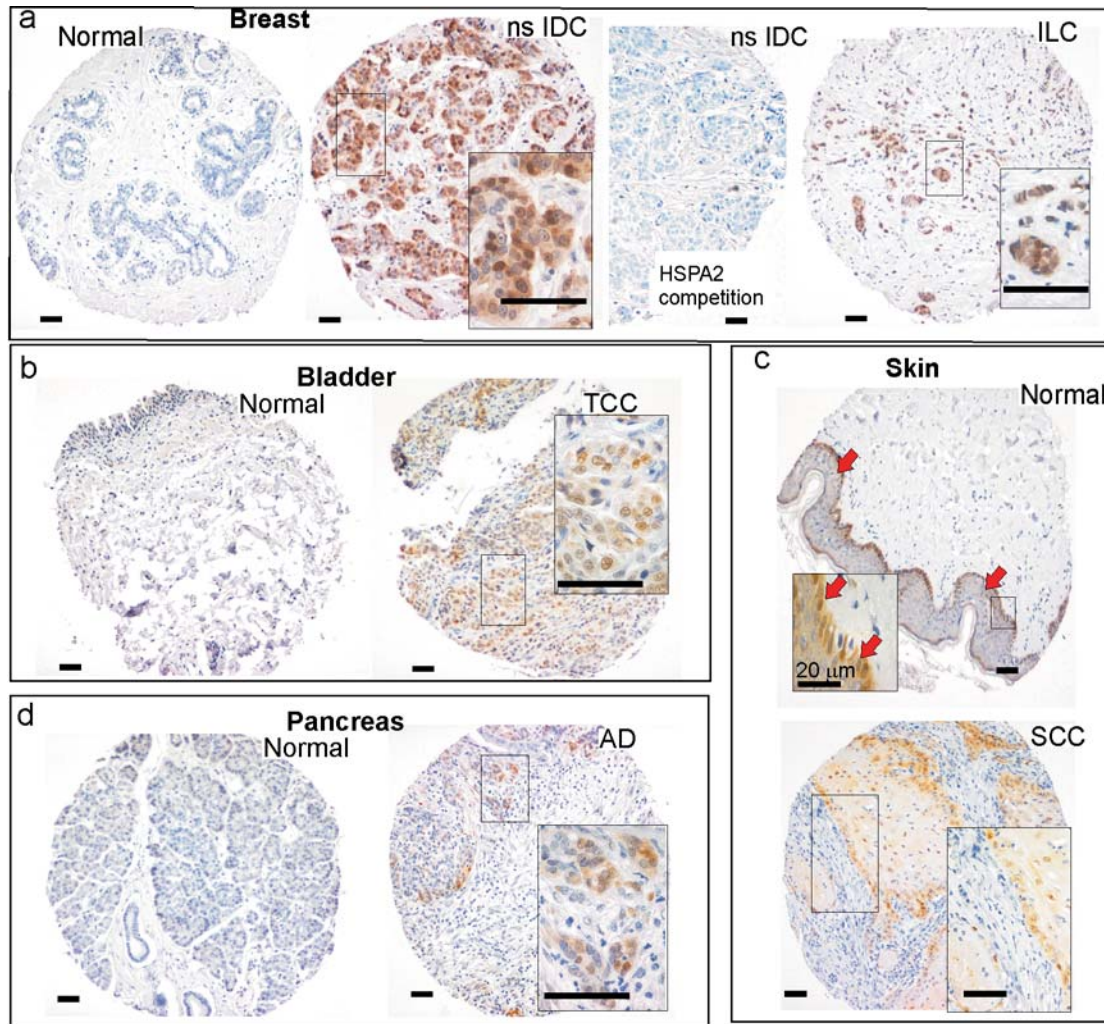 a
Breast
Normal
ns IDC
ns IDC
ILC
HSPA2
competition
b
Bladder
Normal
TCC
c
Skin
Normal
20 μm
SCC
d
Pancreas
Normal
AD